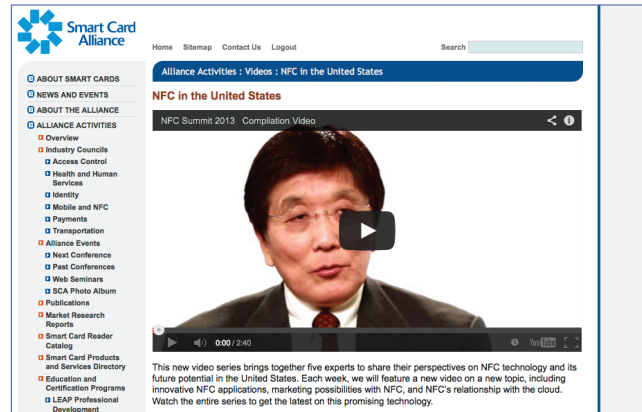 Smart Card
Alliance
Home Sitemap Contact Us Logout Search
Alliance Activities : Videos : NFC in the United States
ABOUT SMART CARDS
NEWS AND EVENTS
ABOUT THE ALLIANCE
ALLIANCE ACTIVITIES
Overview
Industry Councils
Access Control
Health and Human
Services
Identity
Mobile and NFC
Payments
Transportation
Alliance Events
Next Conference
Past Conferences
Web Seminars
SCA Photo Album
Publications
Market Research
Reports
Smart Card Reader
Catalog
Smart Card Products
and Services Directory
Education and
Certification Programs
LEAP Professional
Development
NFC in the United States
NFC Summit 2013 Compilation Video
0:00 / 2:40
YouTube
This new video series brings together five experts to share their perspectives on NFC technology and its
future potential in the United States. Each week, we will feature a new video on a new topic, including
innovative NFC applications, marketing possibilities with NFC, and NFC's relationship with the cloud.
Watch the entire series to get the latest on this promising technology.